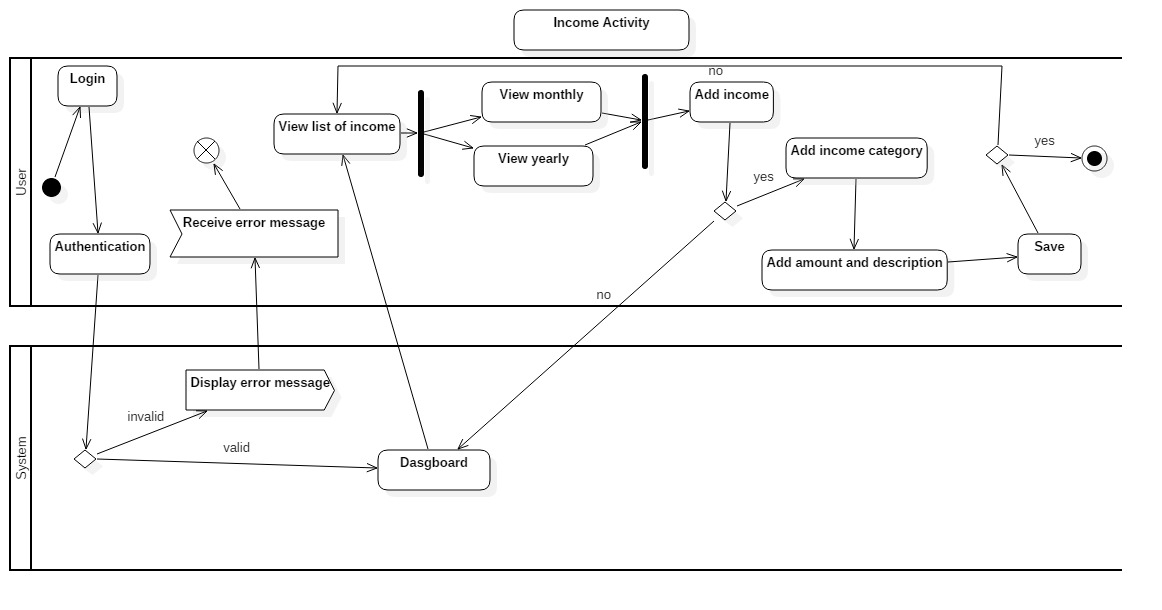 Income Activity
User
Login
no
View monthly
Add income
View list of income
View yearly
Add income category
yes
yes
Receive error message
Authentication
Add amount and description
Save
no
System
Display error message
invalid
valid
Dasgboard